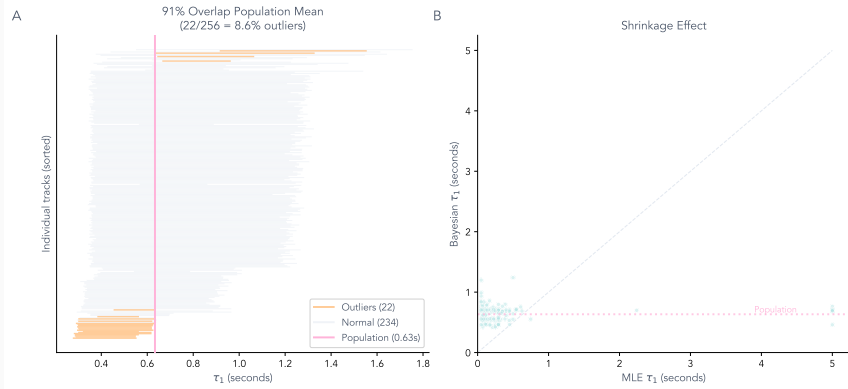 A
91% Overlap Population Mean
(22/256 = 8.6% outliers)
Individual tracks (sorted)
Outliers (22)
Normal (234)
Population (0.63s)
0.4 0.6 0.8 1.0 1.2 1.4 1.6 1.8
τ1 (seconds)
B
Shrinkage Effect
Bayesian τ1 (seconds)
5
4
3
2
1
0
Population
0 1 2 3 4 5
MLE τ1 (seconds)